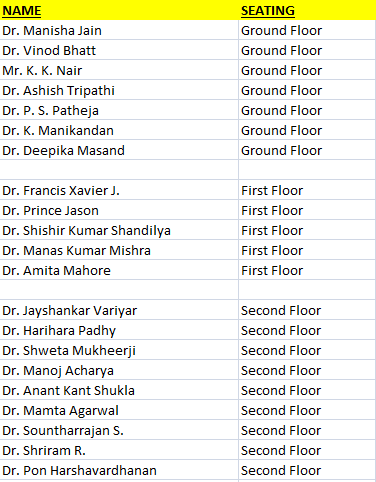 NAME SEATING
Dr. Manisha Jain Ground Floor
Dr. Vinod Bhatt Ground Floor
Mr. K. K. Nair Ground Floor
Dr. Ashish Tripathi Ground Floor
Dr. P. S. Patheja Ground Floor
Dr. K. Manikandan Ground Floor
Dr. Deepika Masand Ground Floor
Dr. Francis Xavier J. First Floor
Dr. Prince Jason First Floor
Dr. Shishir Kumar Shandilya First Floor
Dr. Manas Kumar Mishra First Floor
Dr. Amita Mahore First Floor
Dr. Jayshankar Variyar Second Floor
Dr. Harihara Padhy Second Floor
Dr. Shweta Mukheerji Second Floor
Dr. Manoj Acharya Second Floor
Dr. Anant Kant Shukla Second Floor
Dr. Mamta Agarwal Second Floor
Dr. Sountharrajan S. Second Floor
Dr. Shriram R. Second Floor
Dr. Pon Harshavardhanan Second Floor